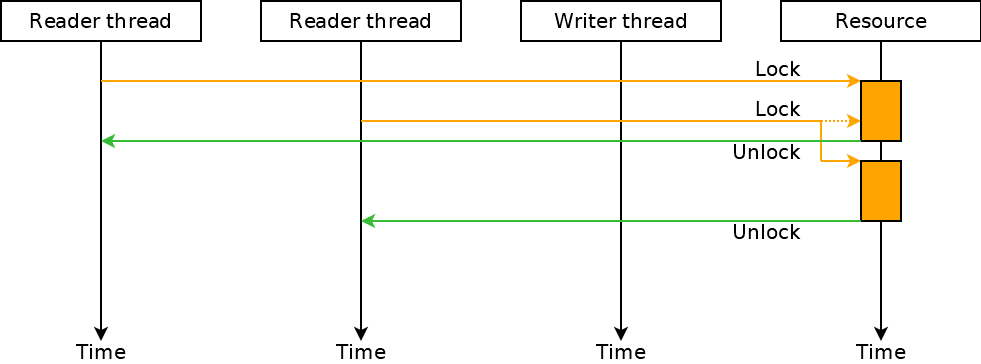 Reader thread
Reader thread
Writer thread
Resource
Lock
Lock
Unlock
Unlock
Time
Time
Time
Time